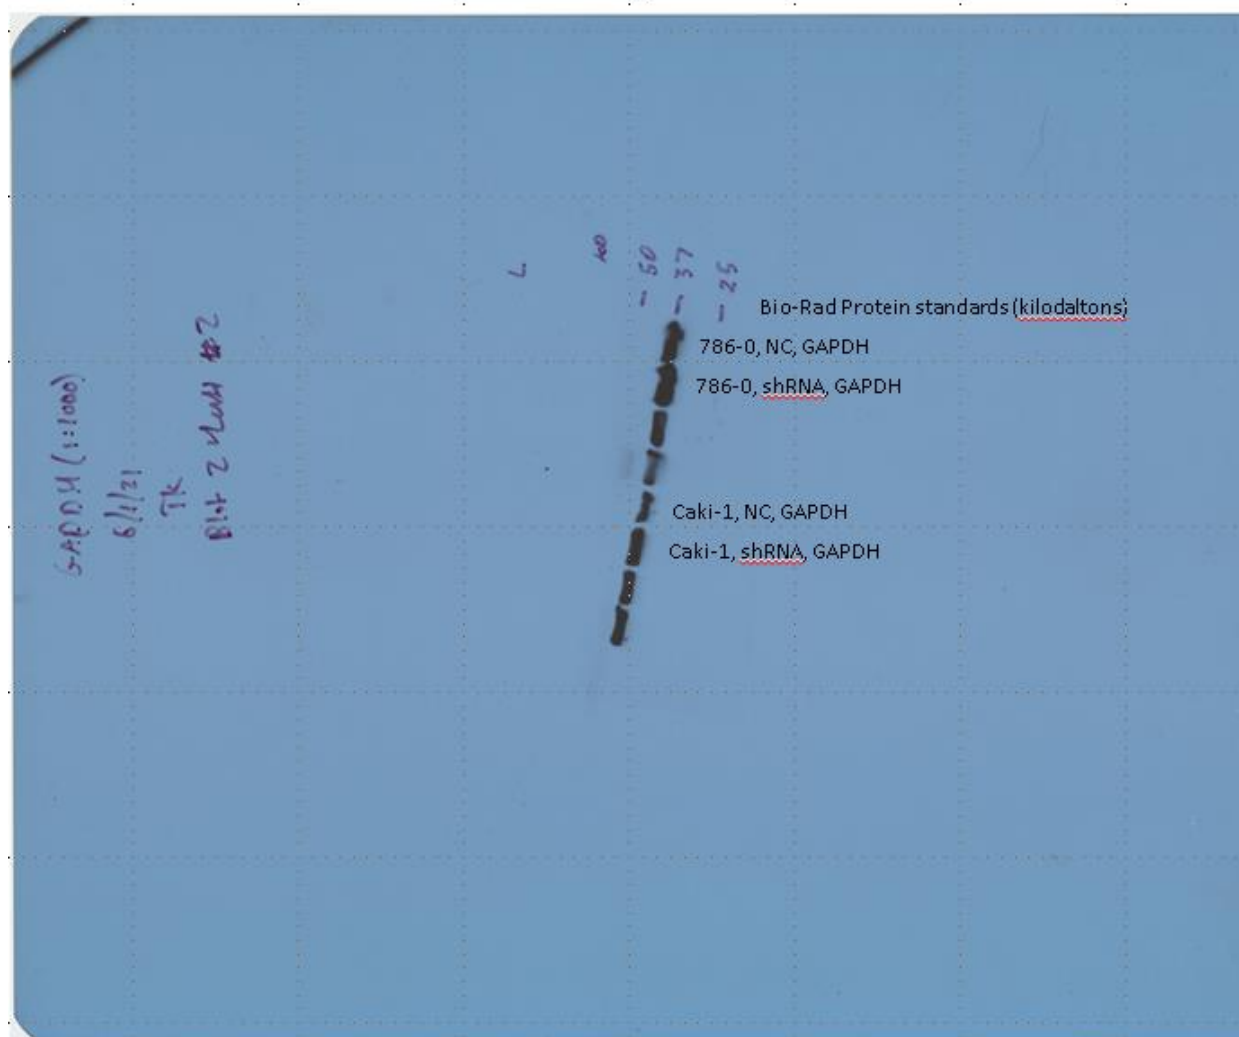 GAPDH (1:1000)
6/1/21
TK
Blot 2 #2
L
100
- 50
- 37
- 25
Bio-Rad Protein standards (kilodaltons)
786-0, NC, GAPDH
786-0, shRNA, GAPDH
Caki-1, NC, GAPDH
Caki-1, shRNA, GAPDH